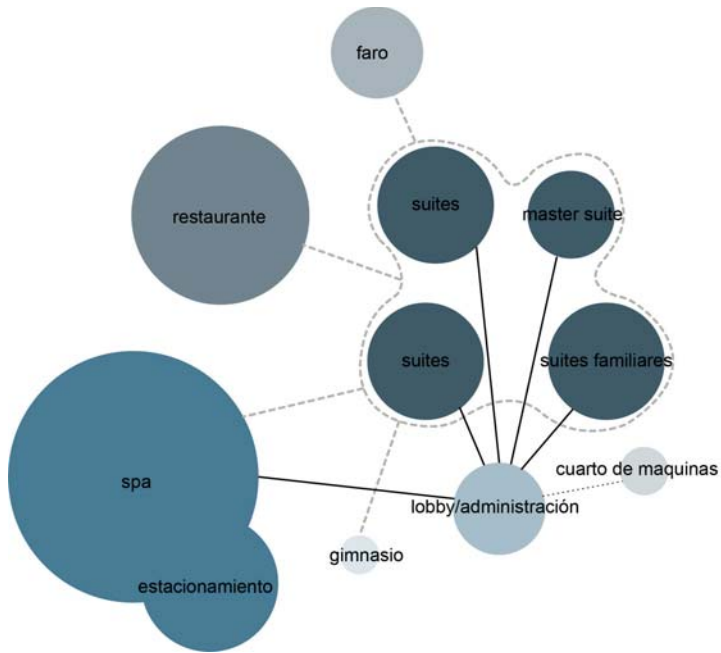 faro
suites
master suite
restaurante
suites
suites familiares
cuarto de maquinas
spa
lobby/administración
gimnasio
estacionamiento